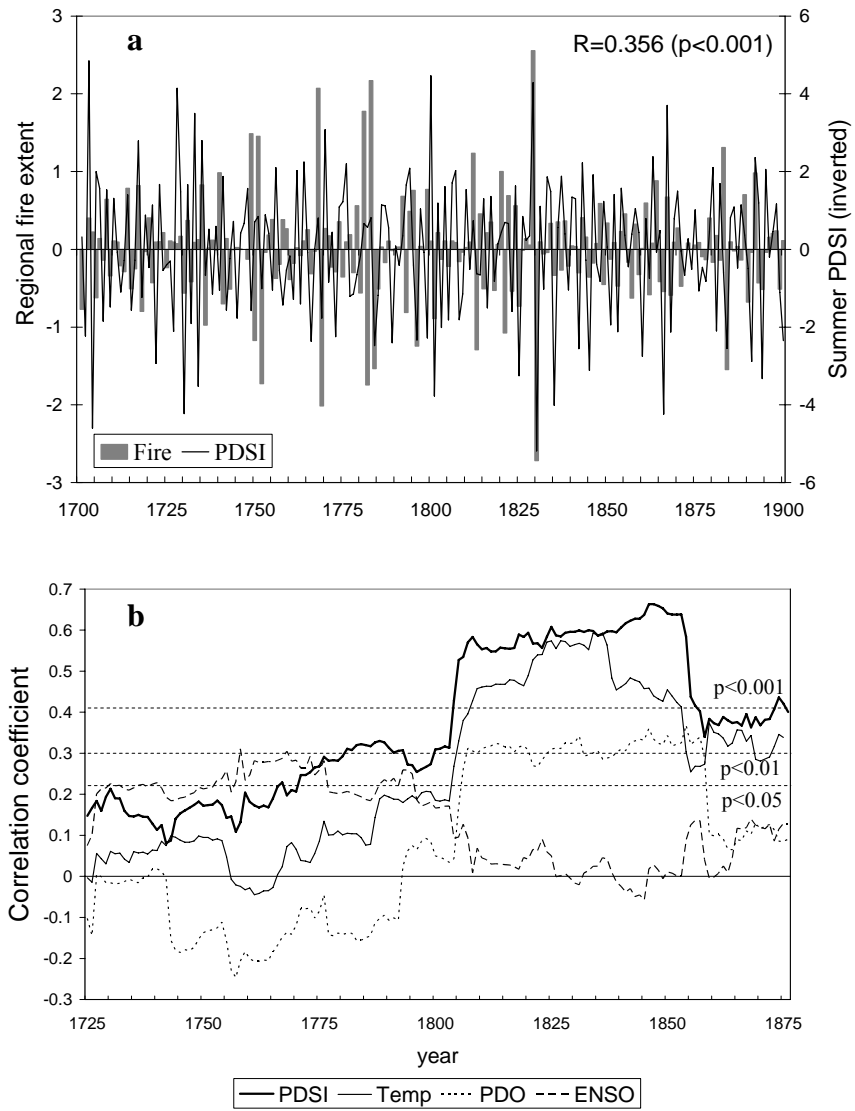 a
R=0.356 (p<0.001)
3
2
1
0
-1
-2
-3
6
4
2
0
-2
-4
-6
Regional fire extent
Summer PDSI (inverted)
Fire PDSI
1700 1725 1750 1775 1800 1825 1850 1875 1900
b
0.7
0.6
0.5
0.4
0.3
0.2
0.1
0
-0.1
-0.2
-0.3
Correlation coefficient
p<0.001
p<0.01
p<0.05
1725 1750 1775 1800 1825 1850 1875
year
PDSI Temp PDO ENSO